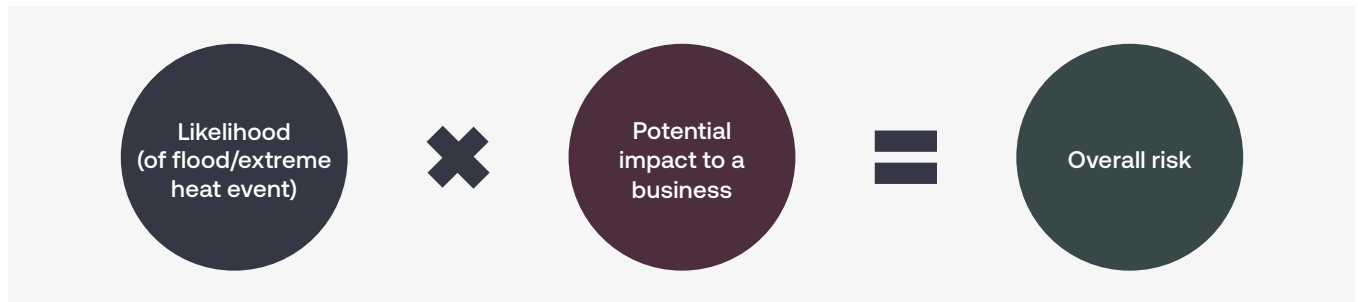 Likelihood
(of flood/extreme
heat event)
Potential
impact to a
business
Overall risk